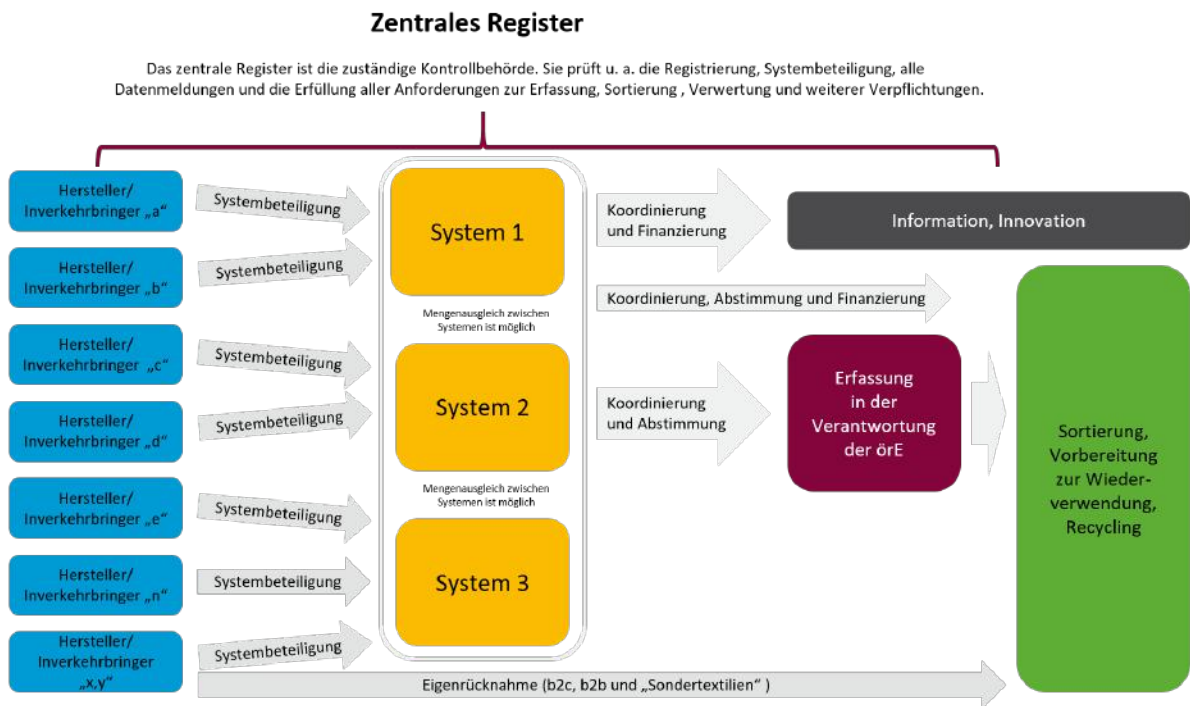 Zentrales Register
Das zentrale Register ist die zuständige Kontrollbehörde. Sie prüft u. a. die Registrierung, Systembeteiligung, alle
Datenmeldungen und die Erfüllung aller Anforderungen zur Erfassung, Sortierung , Verwertung und weiterer Verpflichtungen.
Hersteller/
Inverkehrbringer „a“
Systembeteiligung
Hersteller/
Inverkehrbringer „b“
Systembeteiligung
Hersteller/
Inverkehrbringer „c“
Systembeteiligung
Hersteller/
Inverkehrbringer „d“
Systembeteiligung
Hersteller/
Inverkehrbringer „e“
Systembeteiligung
Hersteller/
Inverkehrbringer „n“
Systembeteiligung
Hersteller/
Inverkehrbringer
„x,y“
Systembeteiligung
Eigenrücknahme (b2c, b2b und „Sondertextilien“ )
System 1
Mengenausgleich zwischen
Systemen ist möglich
System 2
Mengenausgleich zwischen
Systemen ist möglich
System 3
Koordinierung
und Finanzierung
Information, Innovation
Koordinierung, Abstimmung und Finanzierung
Koordinierung
und Abstimmung
Erfassung
in der
Verantwortung
der örE
Sortierung,
Vorbereitung
zur Wieder-
verwendung,
Recycling